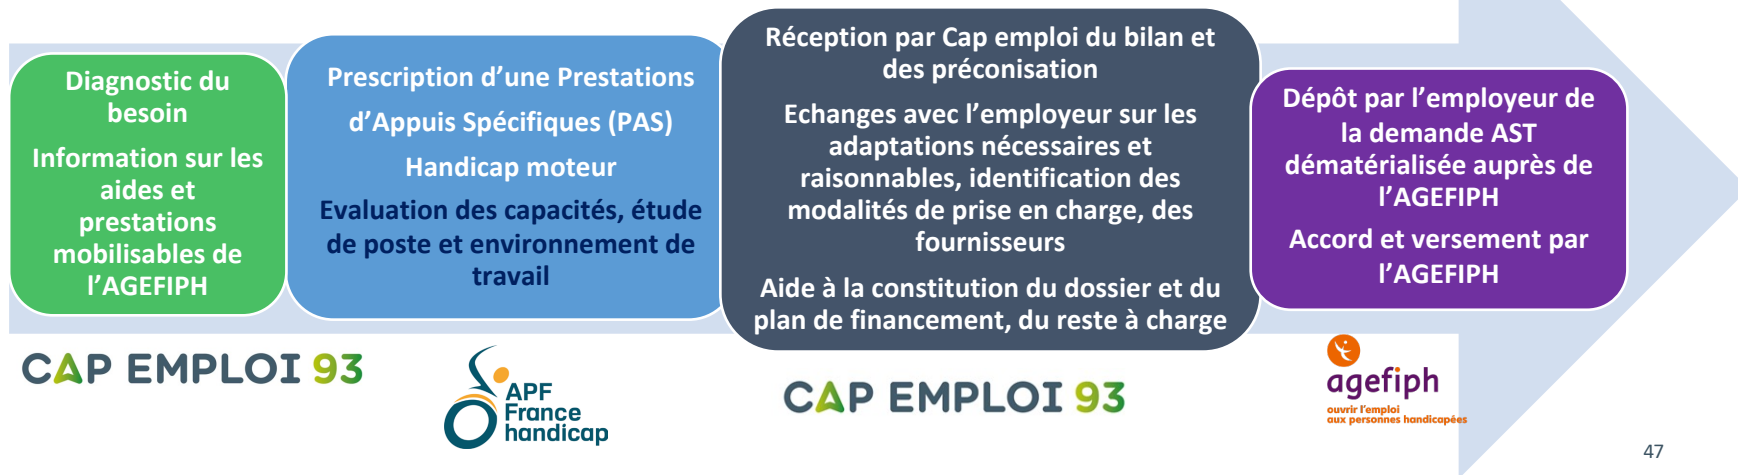 Diagnostic du
besoin
Information sur les
aides et
prestations
mobilisables de
l’AGEFIPH
Prescription d’une Prestations
d’Appuis Spécifiques (PAS)
Handicap moteur
Evaluation des capacités, étude
de poste et environnement de
travail
Réception par Cap emploi du bilan et
des préconisation
Echanges avec l’employeur sur les
adaptations nécessaires et
raisonnables, identification des
modalités de prise en charge, des
fournisseurs
Aide à la constitution du dossier et du
plan de financement, du reste à charge
Dépôt par l’employeur de
la demande AST
dématérialisée auprès de
l’AGEFIPH
Accord et versement par
l’AGEFIPH
CAP EMPLOI 93
APF
France
handicap
CAP EMPLOI 93
agefiph
ouvrir l’emploi
aux personnes handicapées
47